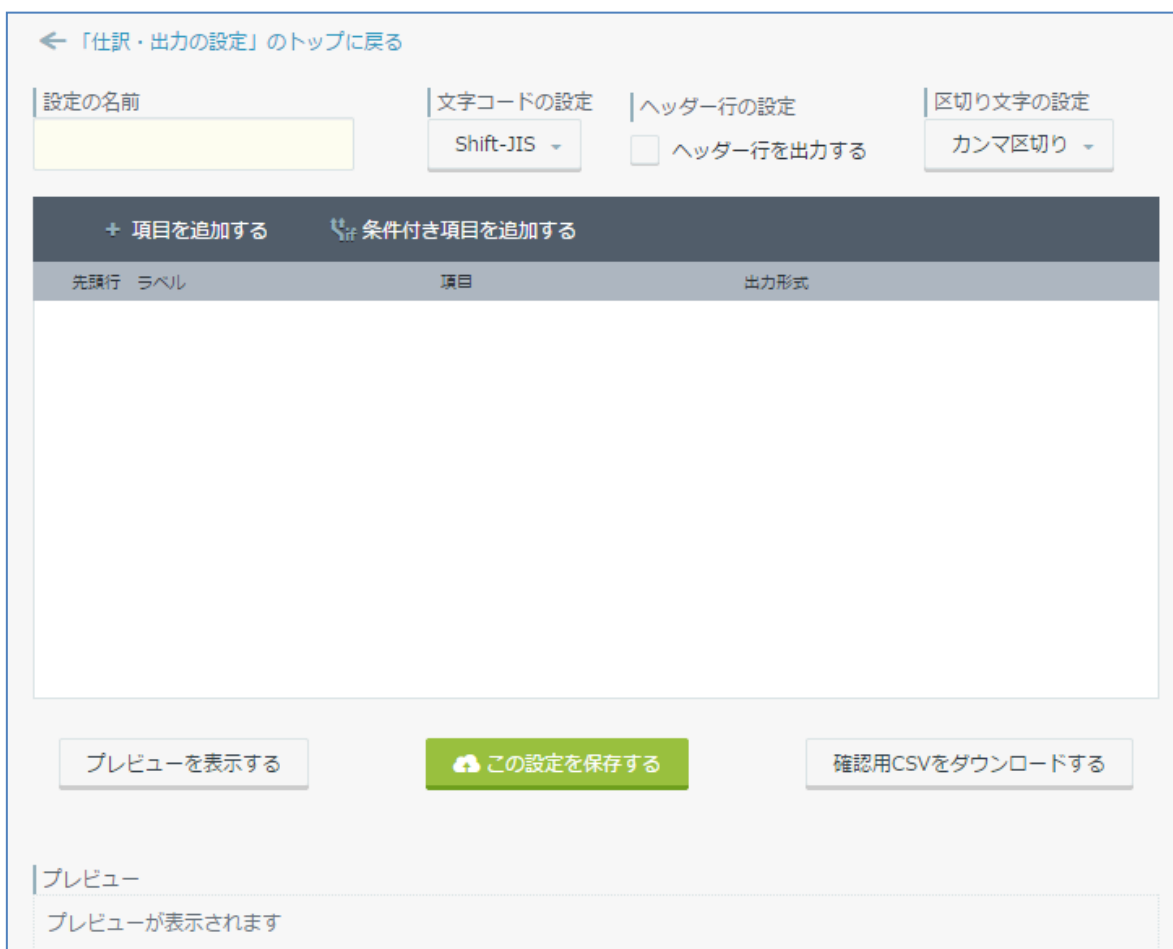 「仕訳・出力の設定」のトップに戻る
設定の名前 文字コードの設定 ヘッダー行の設定 区切り文字の設定
Shift-JIS ヘッダー行を出力する カンマ区切り
+ 項目を追加する if 条件付き項目を追加する
先頭行 ラベル 項目 出力形式
プレビューを表示する この設定を保存する 確認用CSVをダウンロードする
プレビュー
プレビューが表示されます